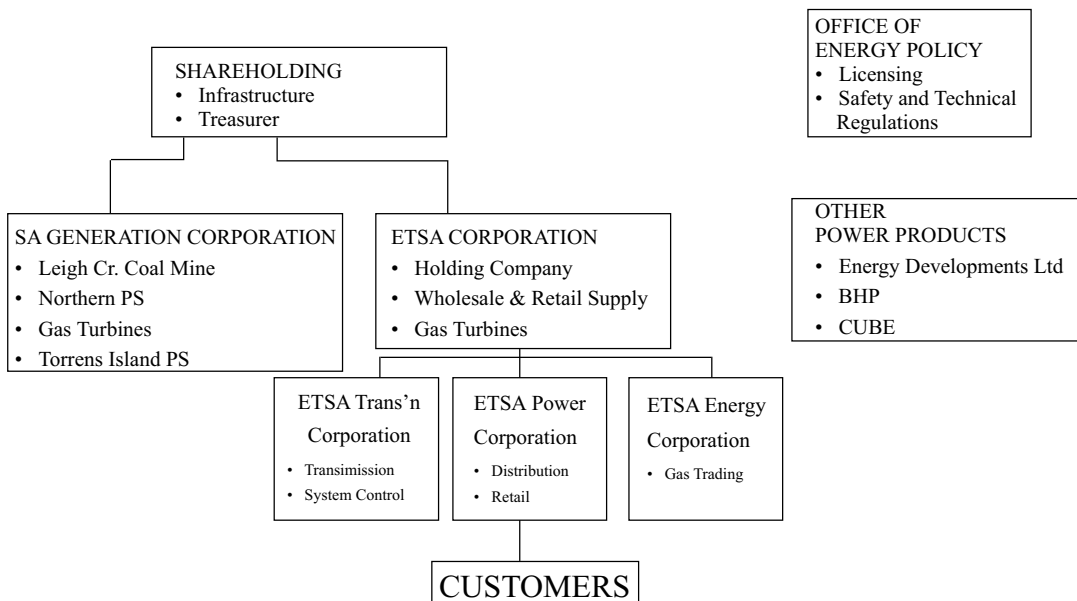 OFFICE OF
ENERGY POLICY
• Licensing
• Safety and Technical
Regulations
SHAREHOLDING
• Infrastructure
• Treasurer
SA GENERATION CORPORATION
• Leigh Cr. Coal Mine
• Northern PS
• Gas Turbines
• Torrens Island PS
ETSA CORPORATION
• Holding Company
• Wholesale & Retail Supply
• Gas Turbines
OTHER
POWER PRODUCTS
• Energy Developments Ltd
• BHP
• CUBE
ETSA Trans’n
Corporation
• Transimission
• System Control
ETSA Power
Corporation
• Distribution
• Retail
ETSA Energy
Corporation
• Gas Trading
CUSTOMERS